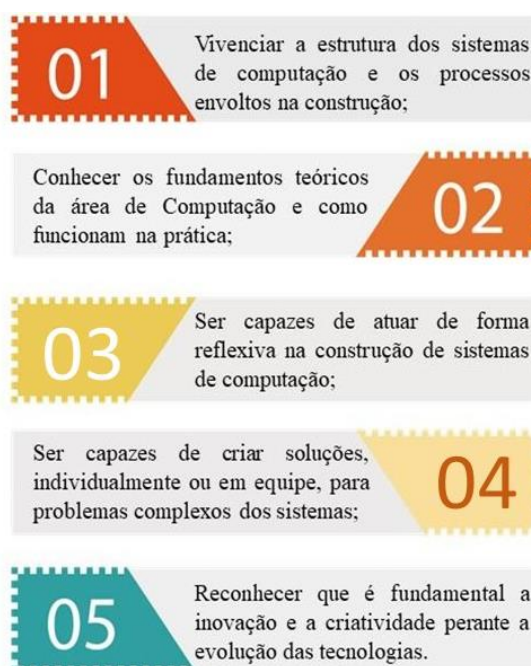 01
Vivenciar a estrutura dos sistemas
de computação e os processos
envoltos na construção;
Conhecer os fundamentos teóricos
da área de Computação e como
funcionam na prática;
02
03
Ser capazes de atuar de forma
reflexiva na construção de sistemas
de computação;
Ser capazes de criar soluções,
individualmente ou em equipe, para
problemas complexos dos sistemas;
04
05
Reconhecer que é fundamental a
inovação e a criatividade perante a
evolução das tecnologias.